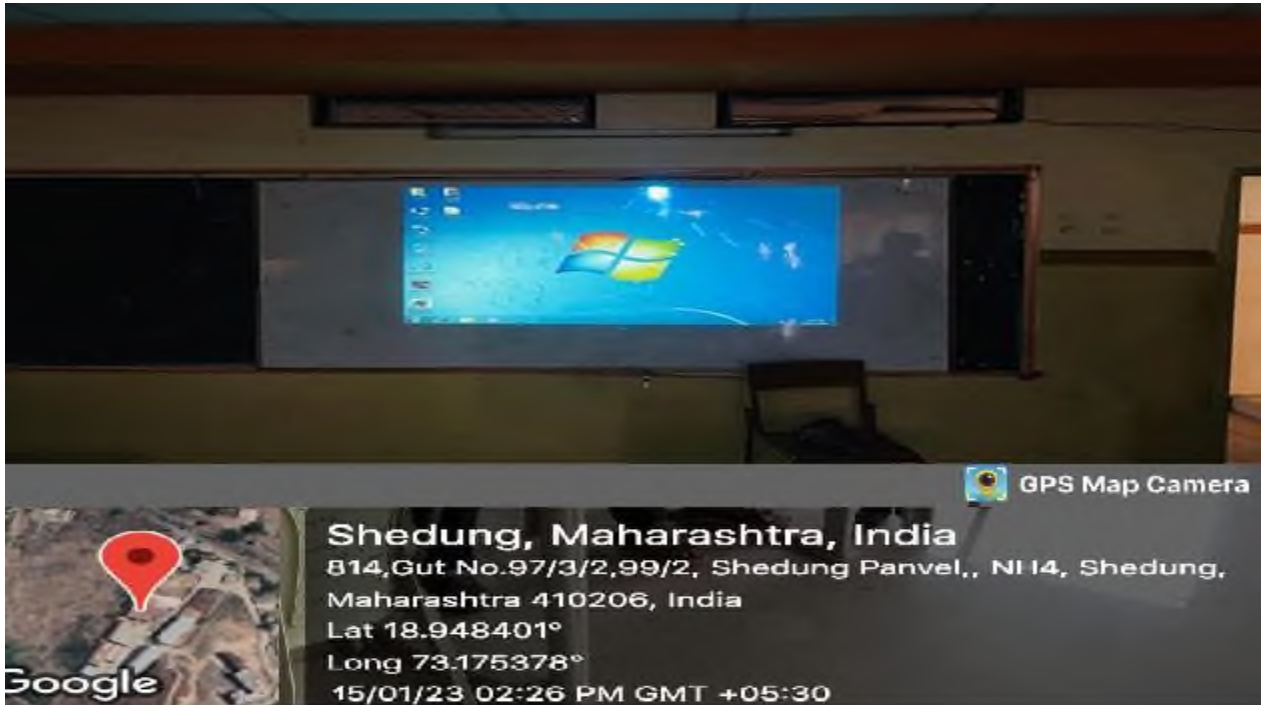 GPS Map Camera
Shedung, Maharashtra, India
814,Gut No.97/3/2,99/2, Shedung Panvel,, NH4, Shedung,
Maharashtra 410206, India
Lat 18.948401°
Long 73.175378°
15/01/23 02:26 PM GMT +05:30
Google